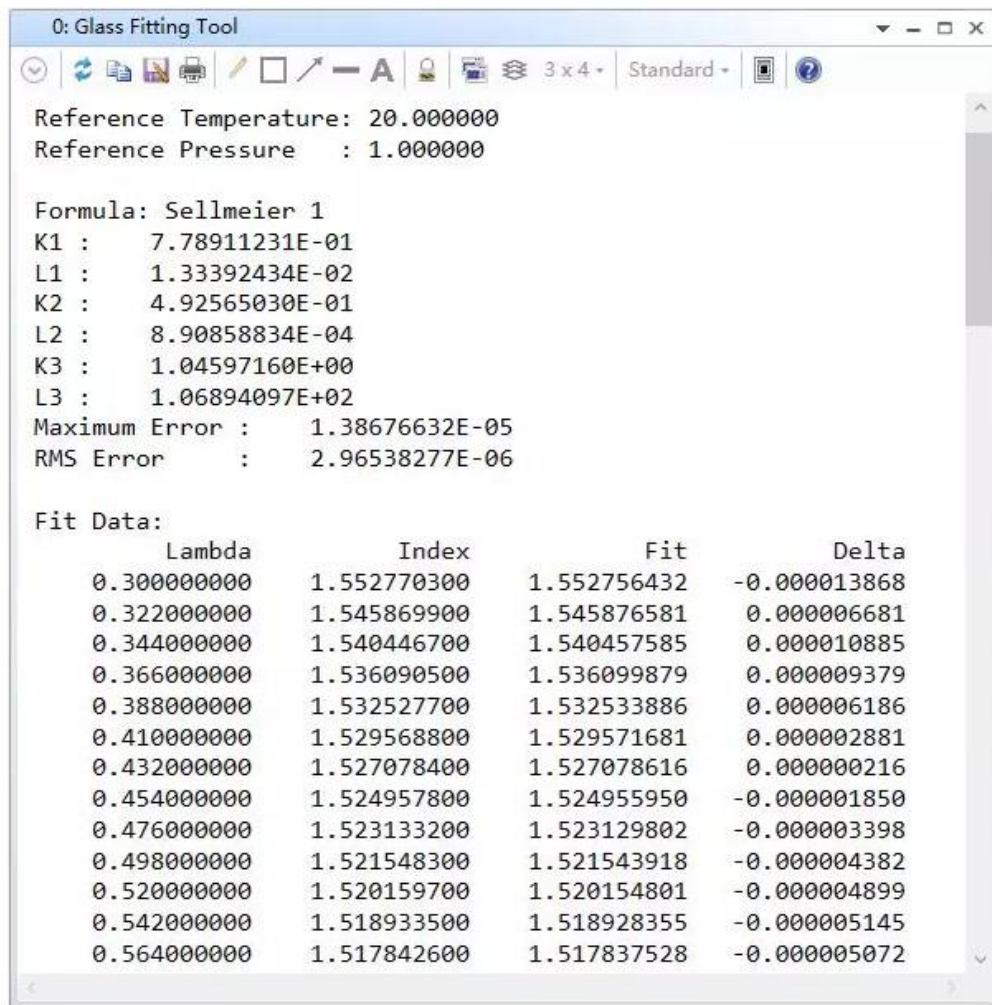 0: Glass Fitting Tool
A 3 x 4 Standard
Reference Temperature: 20.000000
Reference Pressure : 1.000000
Formula: Sellmeier 1
K1 : 7.78911231E-01
L1 : 1.33392434E-02
K2 : 4.92565030E-01
L2 : 8.90858834E-04
K3 : 1.04597160E+00
L3 : 1.06894097E+02
Maximum Error : 1.38676632E-05
RMS Error : 2.96538277E-06
Fit Data:
Lambda Index Fit Delta
0.300000000 1.552770300 1.552756432 -0.000013868
0.322000000 1.545869900 1.545876581 0.000006681
0.344000000 1.540446700 1.540457585 0.000010885
0.366000000 1.536090500 1.536099879 0.000009379
0.388000000 1.532527700 1.532533886 0.000006186
0.410000000 1.529568800 1.529571681 0.000002881
0.432000000 1.527078400 1.527078616 0.000000216
0.454000000 1.524957800 1.524955950 -0.000001850
0.476000000 1.523133200 1.523129802 -0.000003398
0.498000000 1.521548300 1.521543918 -0.000004382
0.520000000 1.520159700 1.520154801 -0.000004899
0.542000000 1.518933500 1.518928355 -0.000005145
0.564000000 1.517842600 1.517837528 -0.000005072